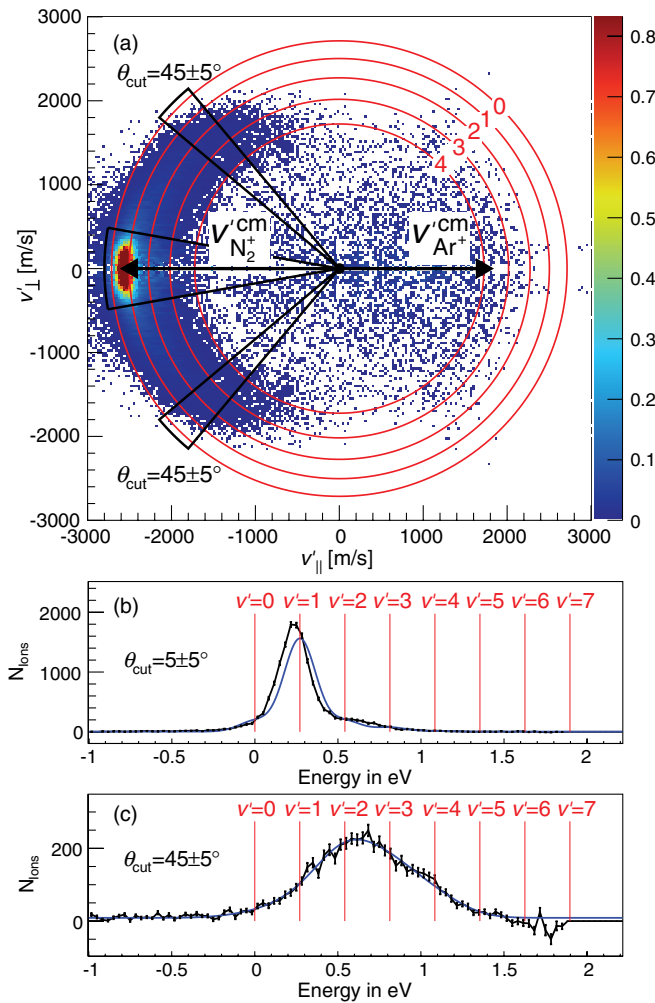 (a)
θcut=45±5°
0
1
2
3
4
v'cm N2+
v'cm Ar+
θcut=45±5°
v'⊥ [m/s]
3000
2000
1000
0
-1000
-2000
-3000
-3000 -2000 -1000 0 1000 2000 3000
v'|| [m/s]
0.8
0.7
0.6
0.5
0.4
0.3
0.2
0.1
0
(b)
v'=0 v'=1 v'=2 v'=3 v'=4 v'=5 v'=6 v'=7
θcut=5±5°
NIons
2000
1000
0
-1 -0.5 0 0.5 1 1.5 2
Energy in eV
(c)
v'=0 v'=1 v'=2 v'=3 v'=4 v'=5 v'=6 v'=7
θcut=45±5°
NIons
200
0
-1 -0.5 0 0.5 1 1.5 2
Energy in eV